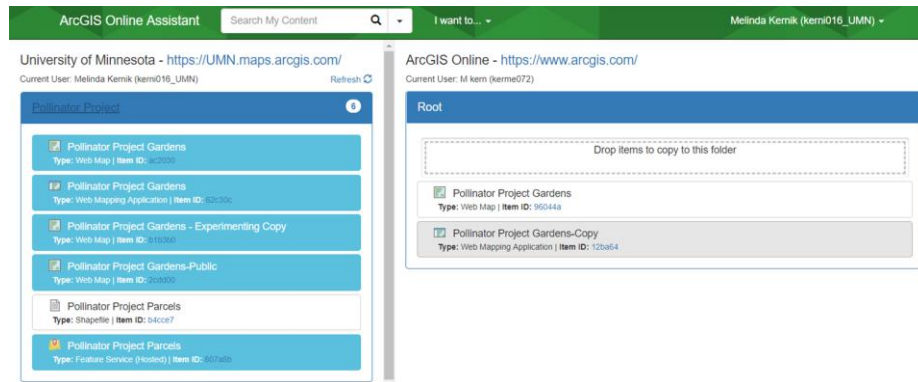 ArcGIS Online Assistant
Search My Content
I want to...
Melinda Kernik (kerni016_UMN)
University of Minnesota - https://UMN.maps.arcgis.com/
Current User: Melinda Kernik (kerni016_UMN)
Refresh
Pollinator Project
6
Pollinator Project Gardens
Type: Web Map | Item ID: ac2030
Pollinator Project Gardens
Type: Web Mapping Application | Item ID: 62c30c
Pollinator Project Gardens - Experimenting Copy
Type: Web Map | Item ID: b1b3b0
Pollinator Project Gardens-Public
Type: Web Map | Item ID: 2cdd00
Pollinator Project Parcels
Type: Shapefile | Item ID: b4cce7
Pollinator Project Parcels
Type: Feature Service (Hosted) | Item ID: 607a8b
ArcGIS Online - https://www.arcgis.com/
Current User: M kern (kerme072)
Root
Drop items to copy to this folder
Pollinator Project Gardens
Type: Web Map | Item ID: 96044a
Pollinator Project Gardens-Copy
Type: Web Mapping Application | Item ID: 12ba64